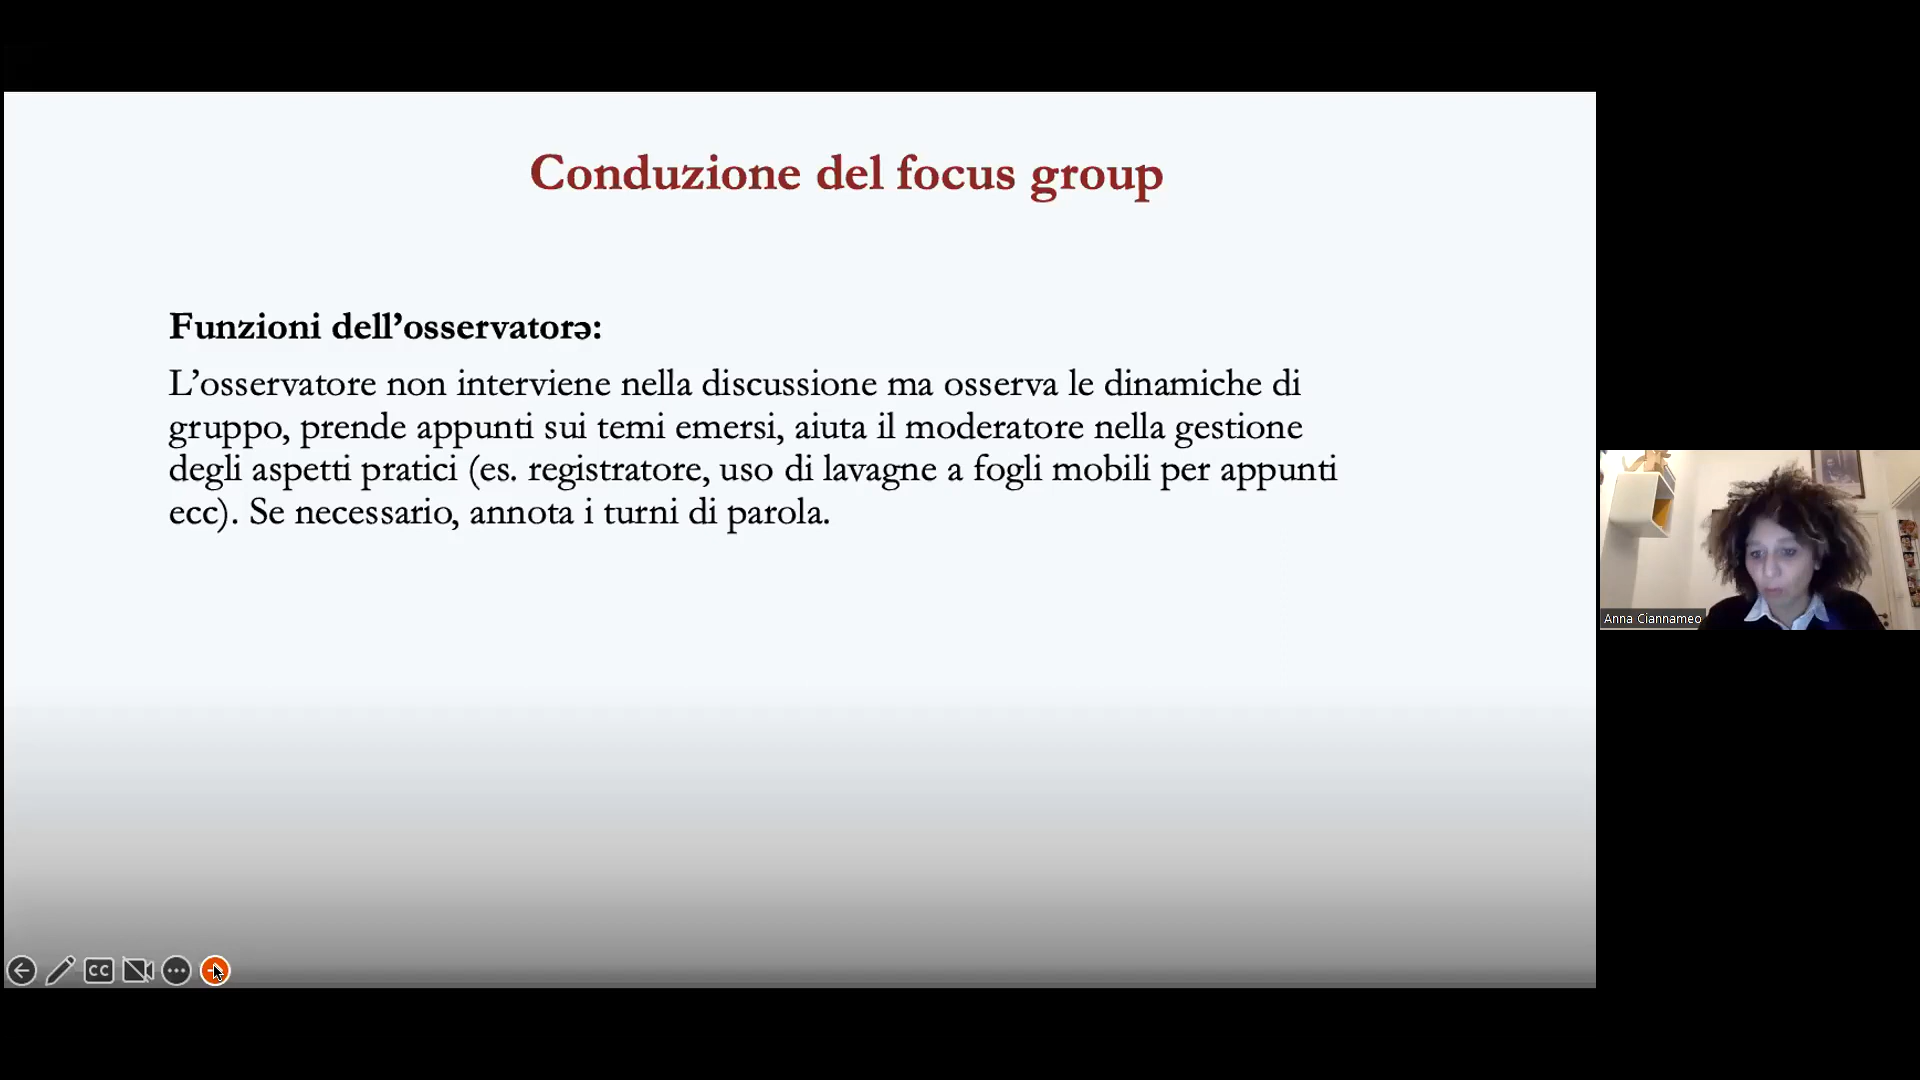 Conduzione del focus group
Funzioni dell’osservatorə:
L’osservatore non interviene nella discussione ma osserva le dinamiche di
gruppo, prende appunti sui temi emersi, aiuta il moderatore nella gestione
degli aspetti pratici (es. registratore, uso di lavagne a fogli mobili per appunti
ecc). Se necessario, annota i turni di parola.
Anna Ciannameo
CC